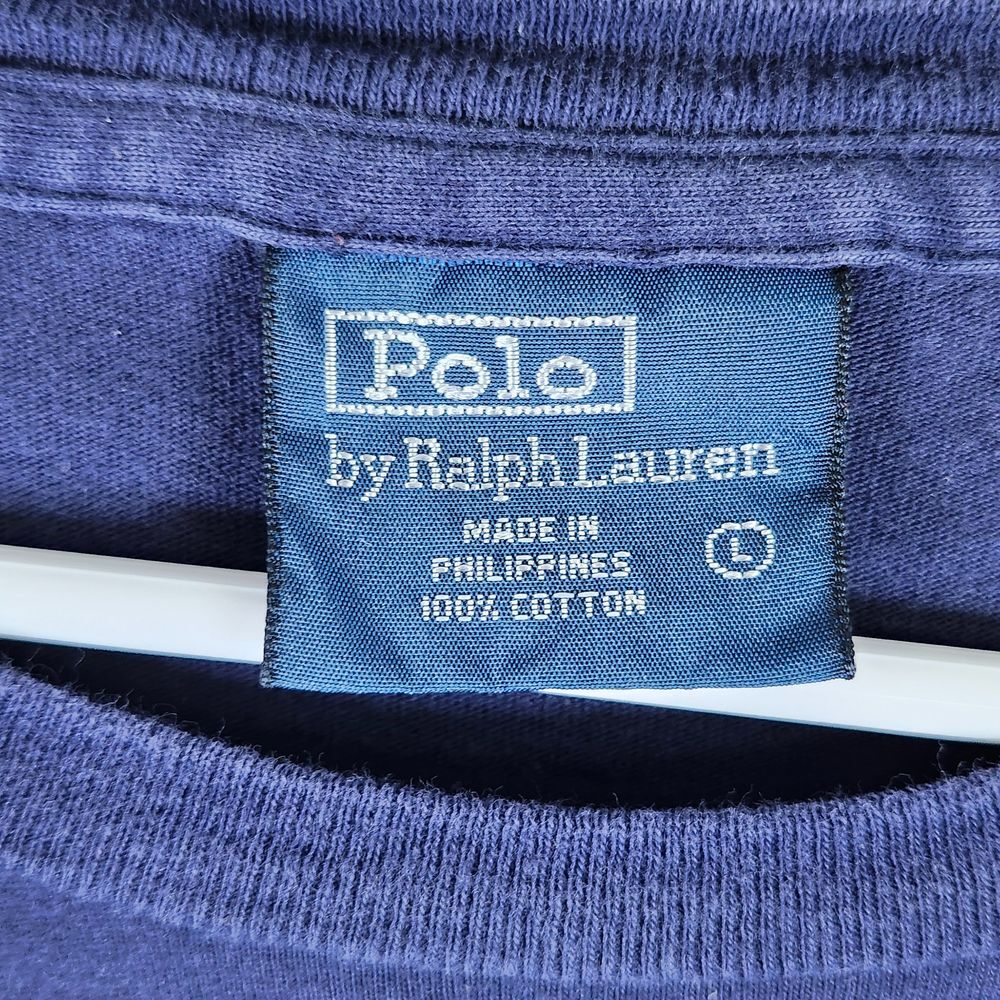 Polo
by Ralph Lauren
MADE IN
PHILIPPINES
100% COTTON
L